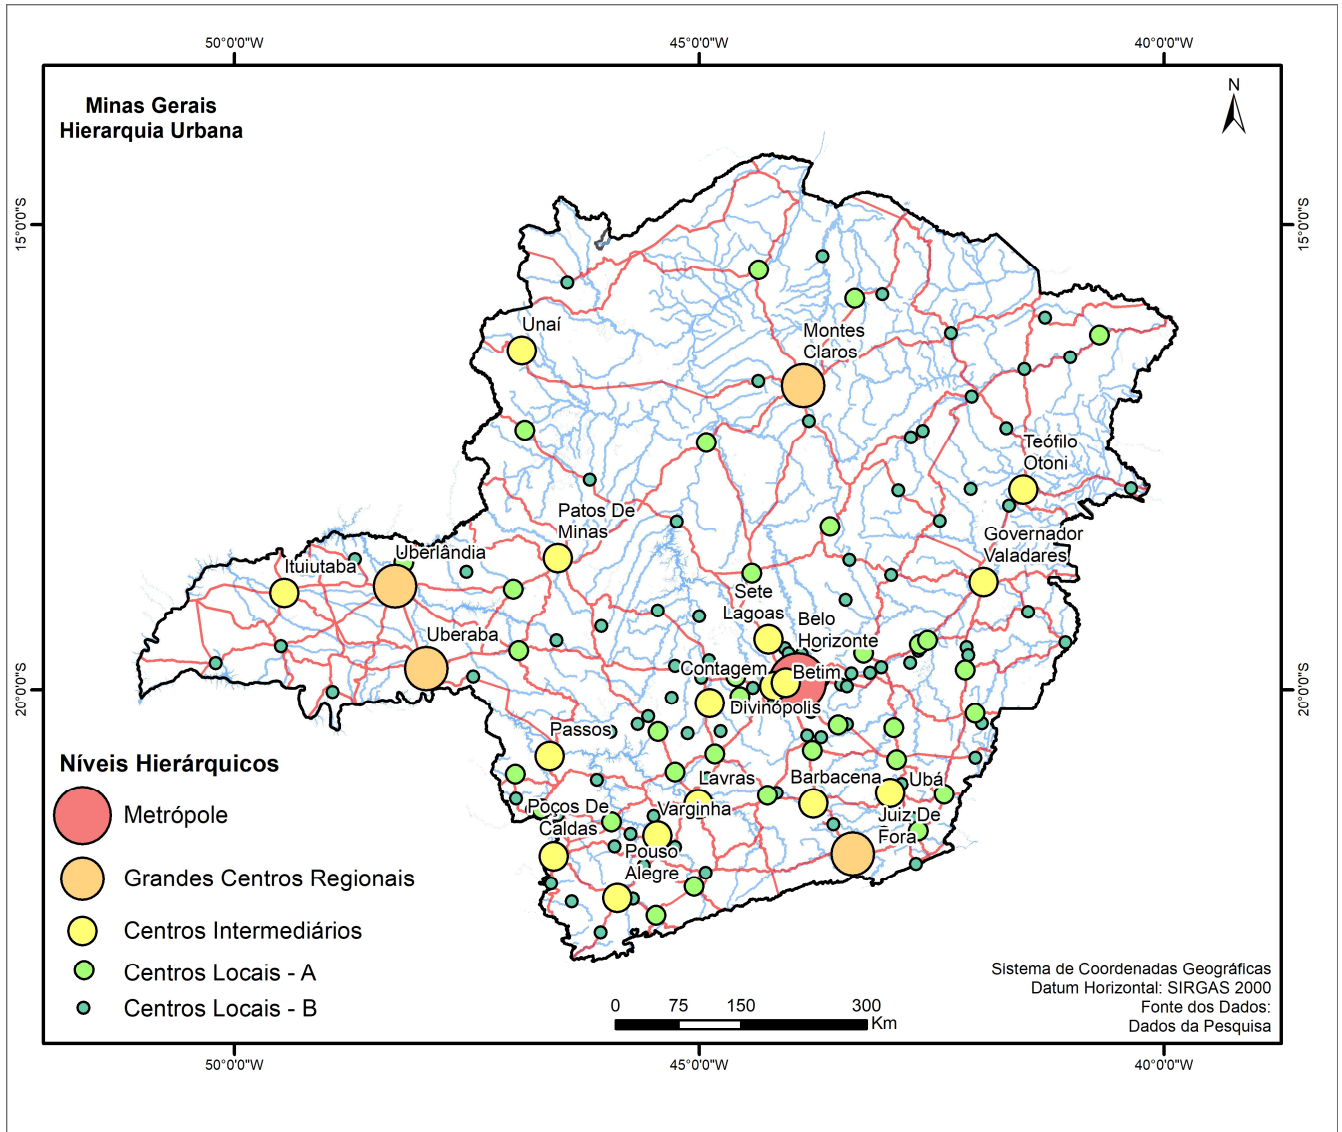 50°0'0"W
45°0'0"W
40°0'0"W
Minas Gerais
Hierarquia Urbana
N
15°0'0"S
15°0'0"S
Unaí
Montes
Claros
Teófilo
Otoni
Patos De
Minas
Governador
Valadares
Uberlândia
Ituiutaba
Sete
Lagoas
Belo
Horizonte
Uberaba
Contagem
Betim
Divinópolis
20°0'0"S
20°0'0"S
Passos
Lavras
Barbacena
Ubá
Poços De
Caldas
Varginha
Juiz De
Fora
Pouso
Alegre
Níveis Hierárquicos
Metrópole
Grandes Centros Regionais
Centros Intermediários
Centros Locais - A
Centros Locais - B
0 75 150 300
Km
Sistema de Coordenadas Geográficas
Datum Horizontal: SIRGAS 2000
Fonte dos Dados:
Dados da Pesquisa
50°0'0"W
45°0'0"W
40°0'0"W